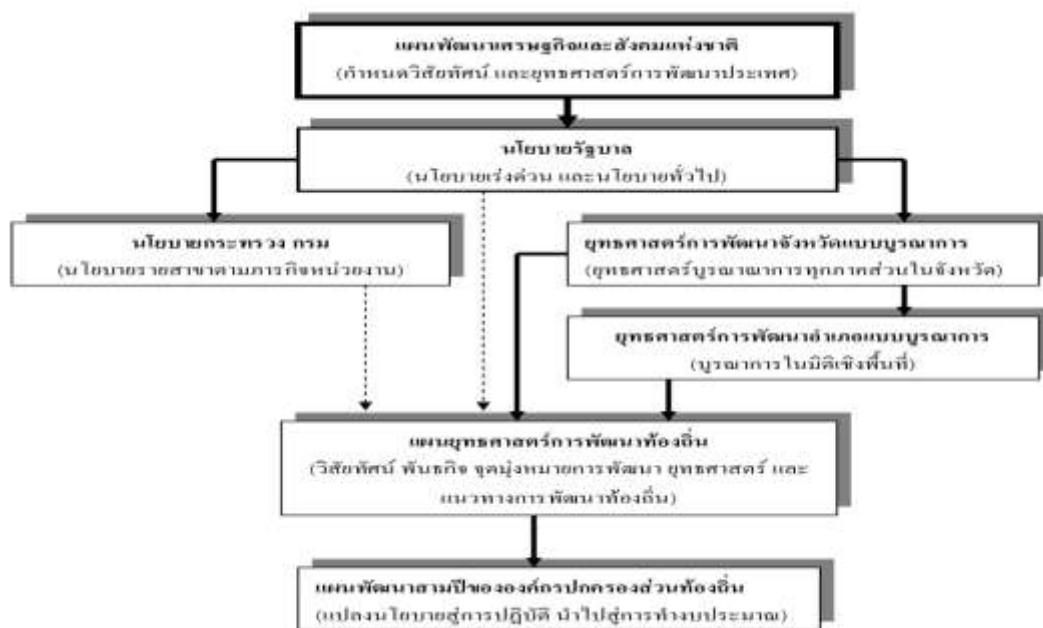 แผนพัฒนาเศรษฐกิจและสังคมแห่งชาติ
(กำหนดวิสัยทัศน์ และยุทธศาสตร์การพัฒนาประเทศ)
นโยบายรัฐบาล
(นโยบายเร่งด่วน และนโยบายทั่วไป)
นโยบายกระทรวง กรม
(นโยบายรายสาขาตามภารกิจหน่วยงาน)
ยุทธศาสตร์การพัฒนาจังหวัดแบบบูรณาการ
(ยุทธศาสตร์บูรณาณาการทุกภาคส่วนในจังหวัด)
ยุทธศาสตร์การพัฒนาอำเภอแบบบูรณาการ
(บูรณาการในมิติเชิงพื้นที่)
แผนยุทธศาสตร์การพัฒนาท้องถิ่น
(วิสัยทัศน์ พันธกิจ จุดมุ่งหมายการพัฒนา ยุทธศาสตร์ และ
แนวทางการพัฒนาท้องถิ่น)
แผนพัฒนาสามปีขององค์กรปกครองส่วนท้องถิ่น
(แปลงนโยบายสู่การปฏิบัติ นำไปสู่การทำงบประมาณ)